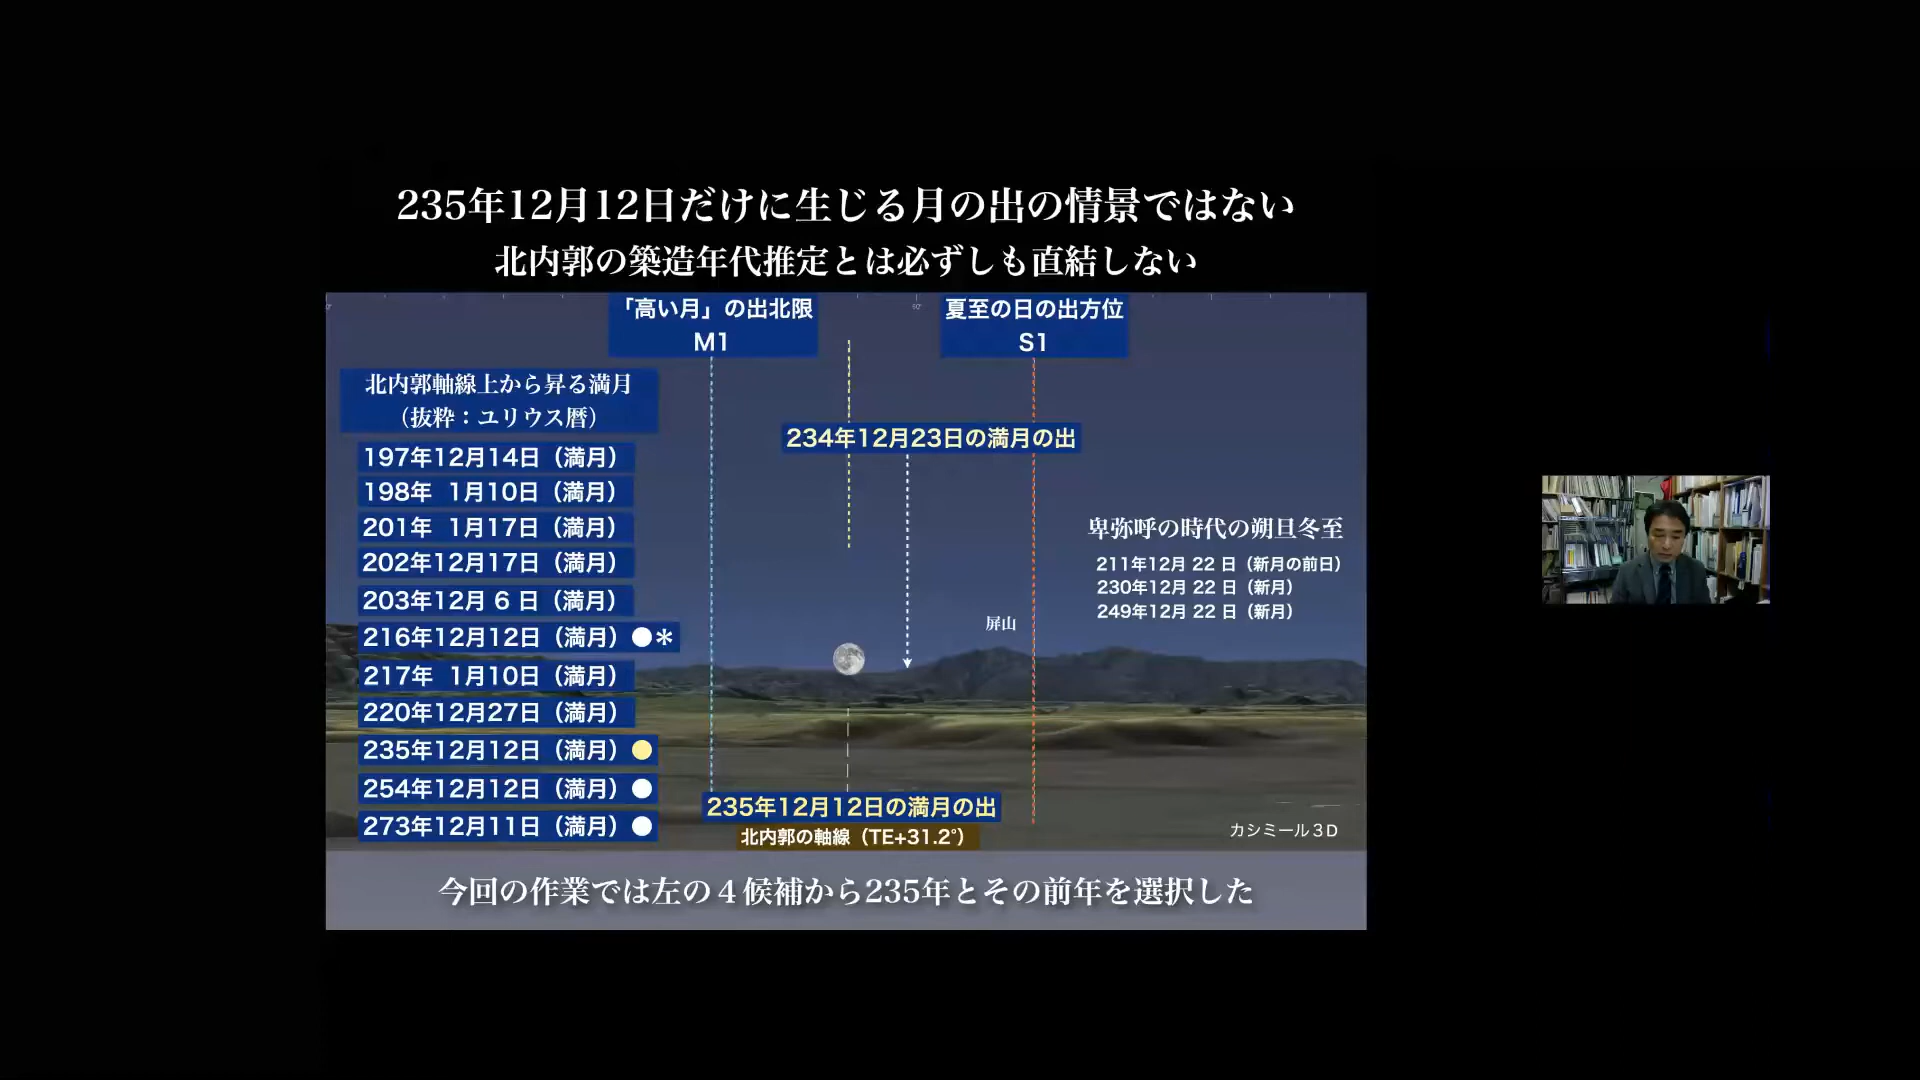 235年12月12日だけに生じる月の出の情景ではない
北内郭の築造年代推定とは必ずしも直結しない
「高い月」の出北限
M1
夏至の日の出方位
S1
北内郭軸線上から昇る満月
（抜粋：ユリウス暦）
197年12月14日（満月）
198年 1月10日（満月）
201年 1月17日（満月）
202年12月17日（満月）
203年12月 6 日（満月）
216年12月12日（満月）●＊
217年 1月10日（満月）
220年12月27日（満月）
235年12月12日（満月）●
254年12月12日（満月）●
273年12月11日（満月）●
234年12月23日の満月の出
卑弥呼の時代の朔旦冬至
211年12月 22 日（新月の前日）
230年12月 22 日（新月）
249年12月 22 日（新月）
屏山
235年12月12日の満月の出
北内郭の軸線（TE+31.2°）
カシミール３D
今回の作業では左の４候補から235年とその前年を選択した